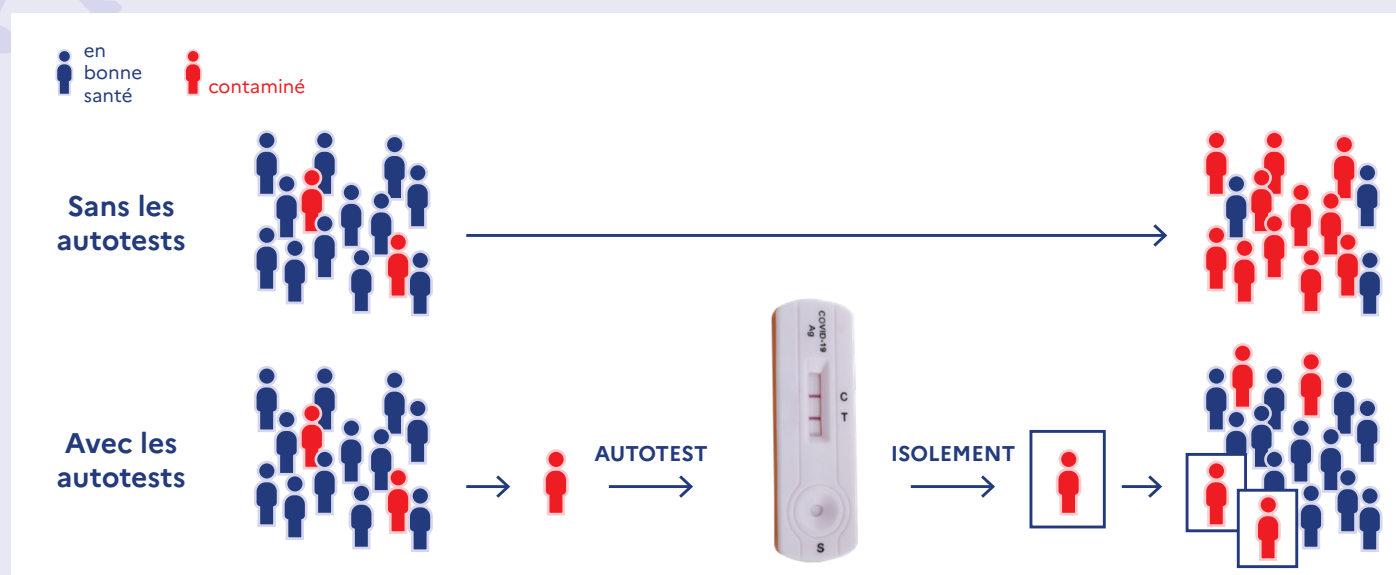 en
bonne
santé
contaminé
Sans les
autotests
COVID-19
Ag
C
T
S
Avec les
autotests
AUTOTEST
ISOLEMENT